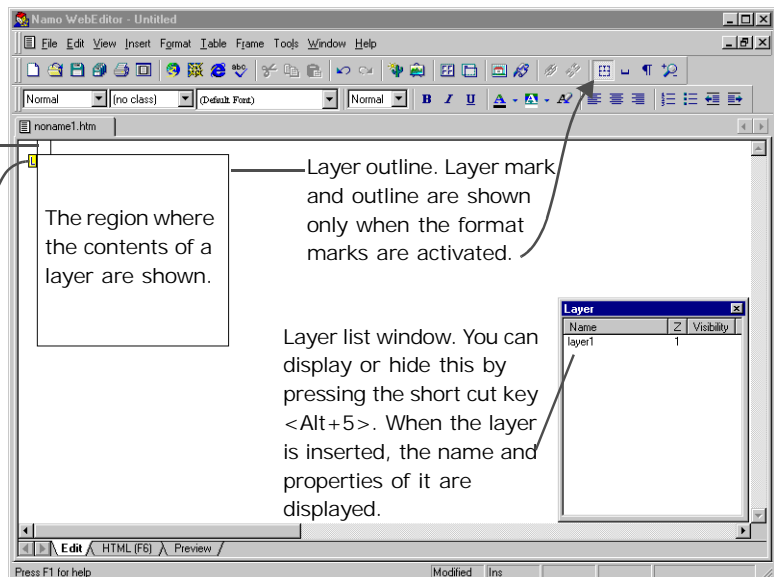 Namo WebEditor - Untitled
File Edit View Insert Format Table Frame Tools Window Help
Normal (no class) (Default Font) Normal B I U A A A
noname1.htm
L
The region where
the contents of a
layer are shown.
Layer outline. Layer mark
and outline are shown
only when the format
marks are activated.
Layer list window. You can
display or hide this by
pressing the short cut key
<Alt+5>. When the layer
is inserted, the name and
properties of it are
displayed.
Layer
Name Z Visibility
layer1 1
Edit HTML (F6) Preview
Press F1 for help Modified Ins